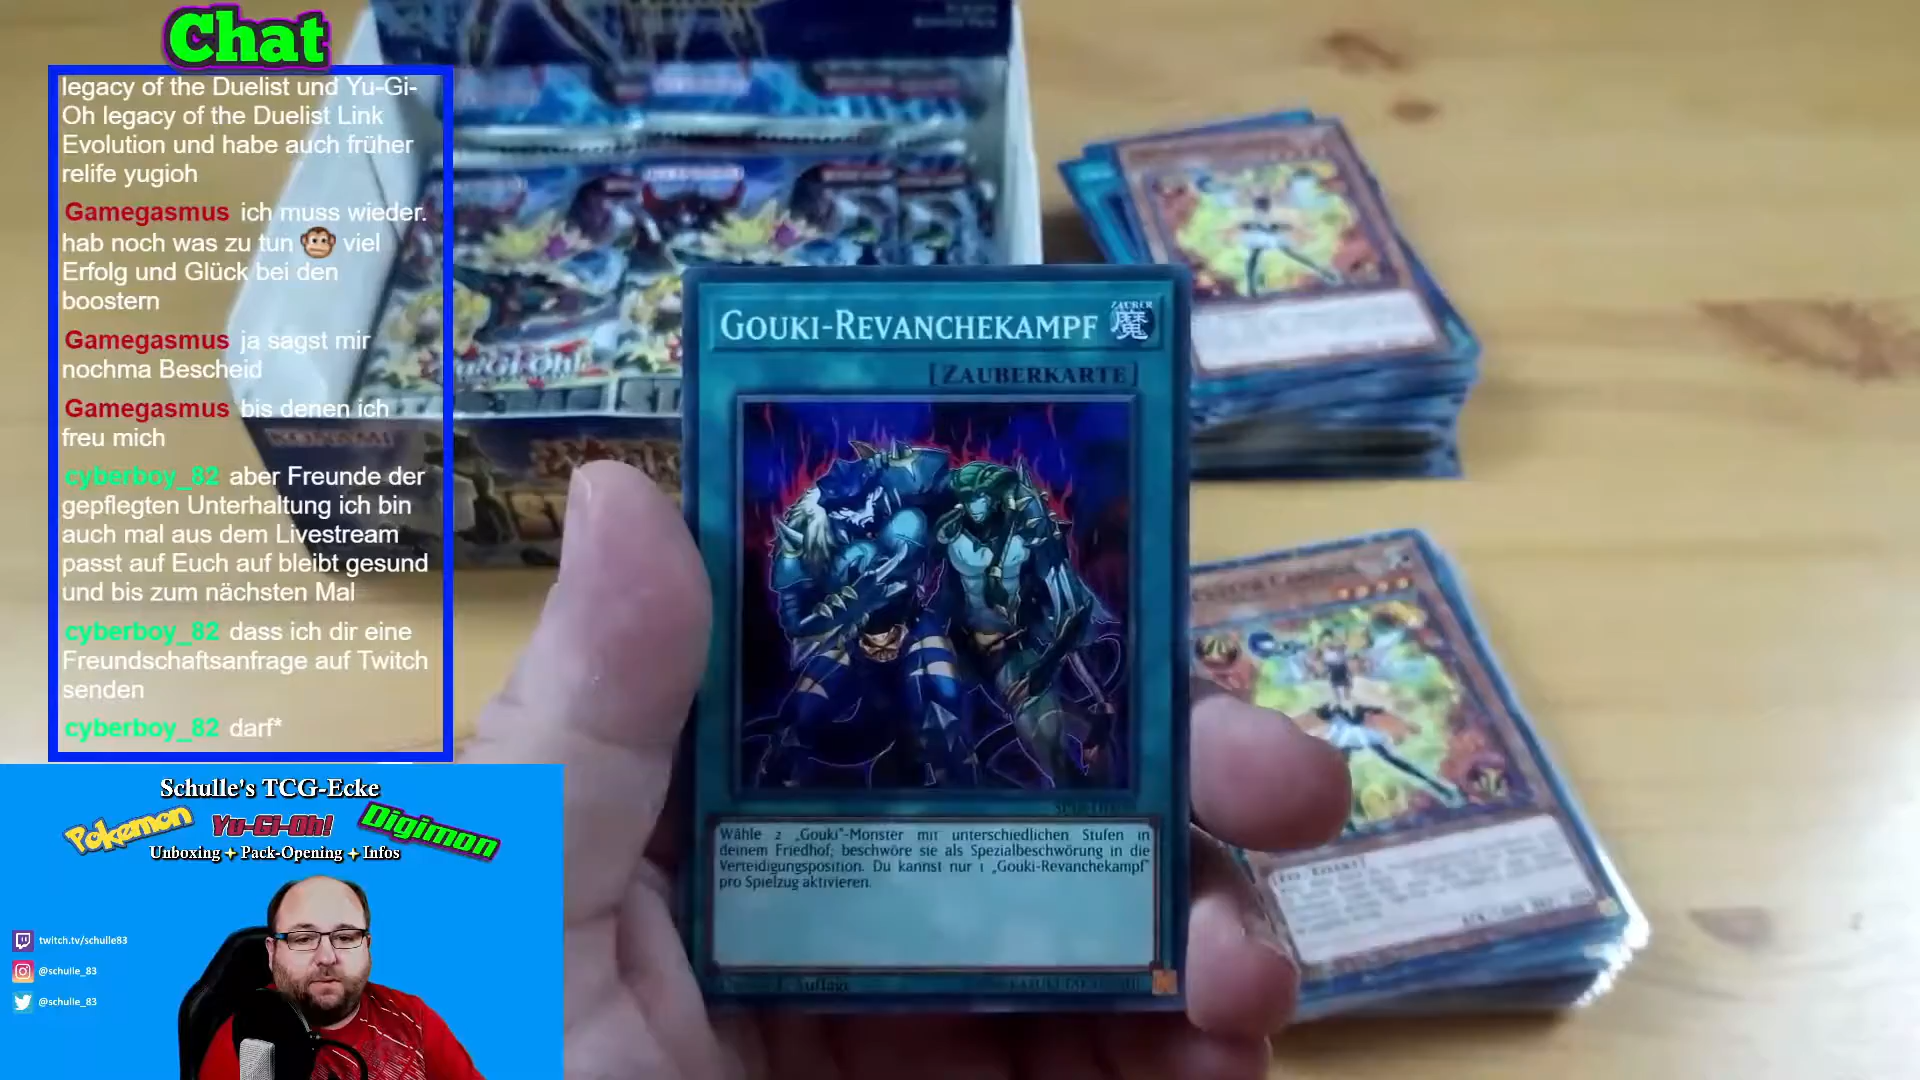 Chat
legacy of the Duelist und Yu-Gi-
Oh legacy of the Duelist Link
Evolution und habe auch früher
relife yugioh
Gamegasmus ich muss wieder.
hab noch was zu tun 🐵 viel
Erfolg und Glück bei den
boostern
Gamegasmus ja sagst mir
nochma Bescheid
Gamegasmus bis denen ich
freu mich
cyberboy_82 aber Freunde der
gepflegten Unterhaltung ich bin
auch mal aus dem Livestream
passt auf Euch auf bleibt gesund
und bis zum nächsten Mal
cyberboy_82 dass ich dir eine
Freundschaftsanfrage auf Twitch
senden
cyberboy_82 darf*
Schulle's TCG-Ecke
Pokemon Yu-Gi-Oh! Digimon
Unboxing + Pack-Opening + Infos
twitch.tv/schulle83
@schulle_83
@schulle_83
KONAMI
Gouki-Revanchekampf
ZAUBER
魔
[Zauberkarte]
Wähle 2 „Gouki"-Monster mit unterschiedlichen Stufen in
deinem Friedhof; beschwöre sie als Spezialbeschwörung in die
Verteidigungsposition. Du kannst nur 1 „Gouki-Revanchekampf"
pro Spielzug aktivieren.
1. Auflage